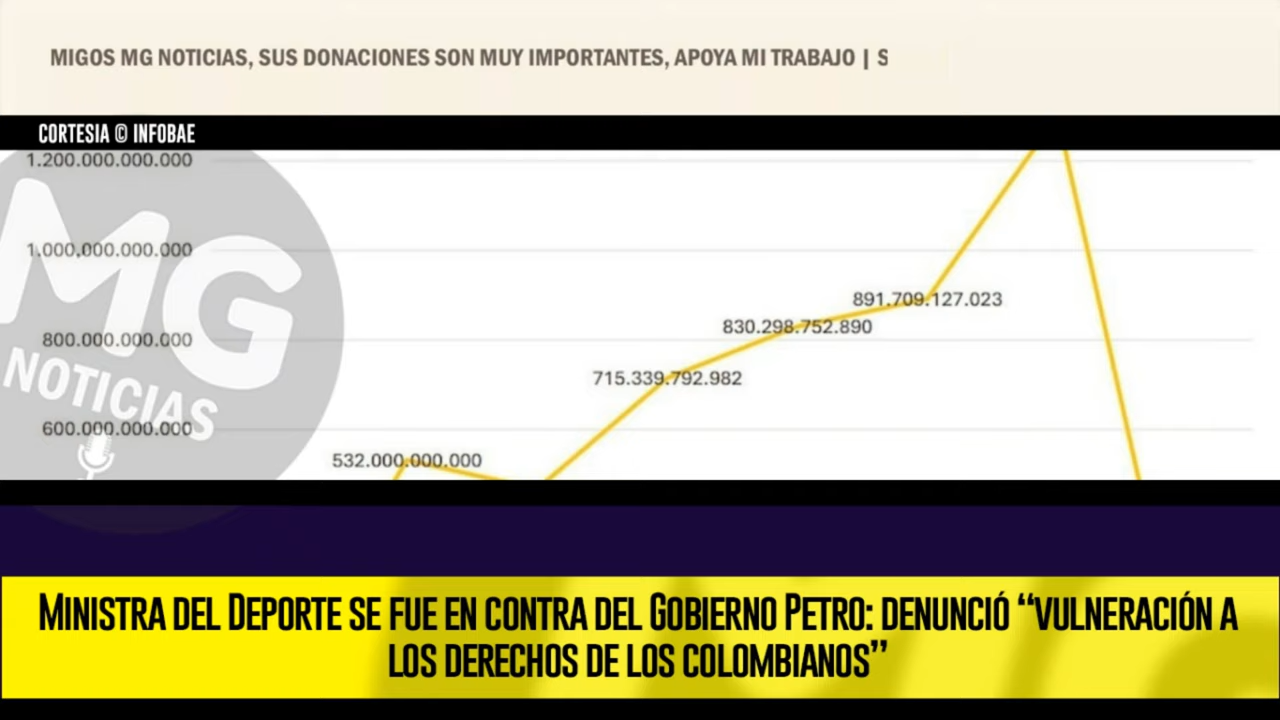 MIGOS MG NOTICIAS, SUS DONACIONES SON MUY IMPORTANTES, APOYA MI TRABAJO | S
CORTESIA © INFOBAE
1.200.000.000.000
MG
NOTICIAS
1.000.000.000.000
891.709.127.023
830.298.752.890
800.000.000.000
715.339.792.982
600.000.000.000
532.000.000.000
MINISTRA DEL DEPORTE SE FUE EN CONTRA DEL GOBIERNO PETRO: DENUNCIÓ “VULNERACIÓN A
LOS DERECHOS DE LOS COLOMBIANOS”